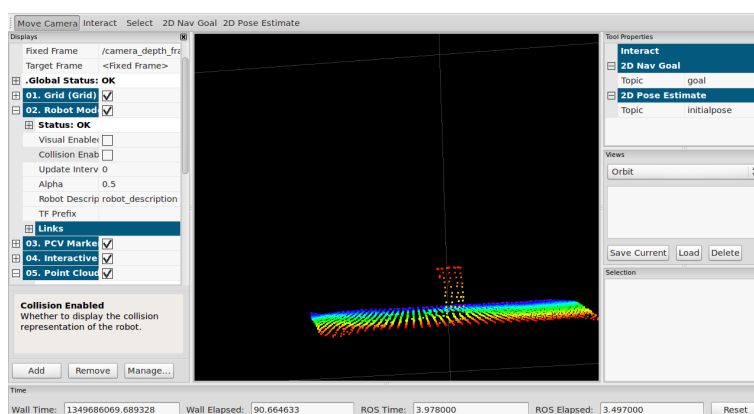 Move Camera Interact Select 2D Nav Goal 2D Pose Estimate
Displays
Fixed Frame /camera_depth_fra
Target Frame <Fixed Frame>
.Global Status: OK
01. Grid (Grid)
02. Robot Mod
Status: OK
Visual Enable
Collision Enab
Update Interv 0
Alpha 0.5
Robot Descrip robot_description
TF Prefix
Links
03. PCV Marke
04. Interactive
05. Point Cloud
Collision Enabled
Whether to display the collision
representation of the robot.
Add Remove Manage...
Tool Properties
Interact
2D Nav Goal
Topic goal
2D Pose Estimate
Topic initialpose
Views
Orbit
Save Current Load Delete
Selection
Time
Wall Time: 1349686069.689328 Wall Elapsed: 90.664633 ROS Time: 3.978000 ROS Elapsed: 3.497000 Reset